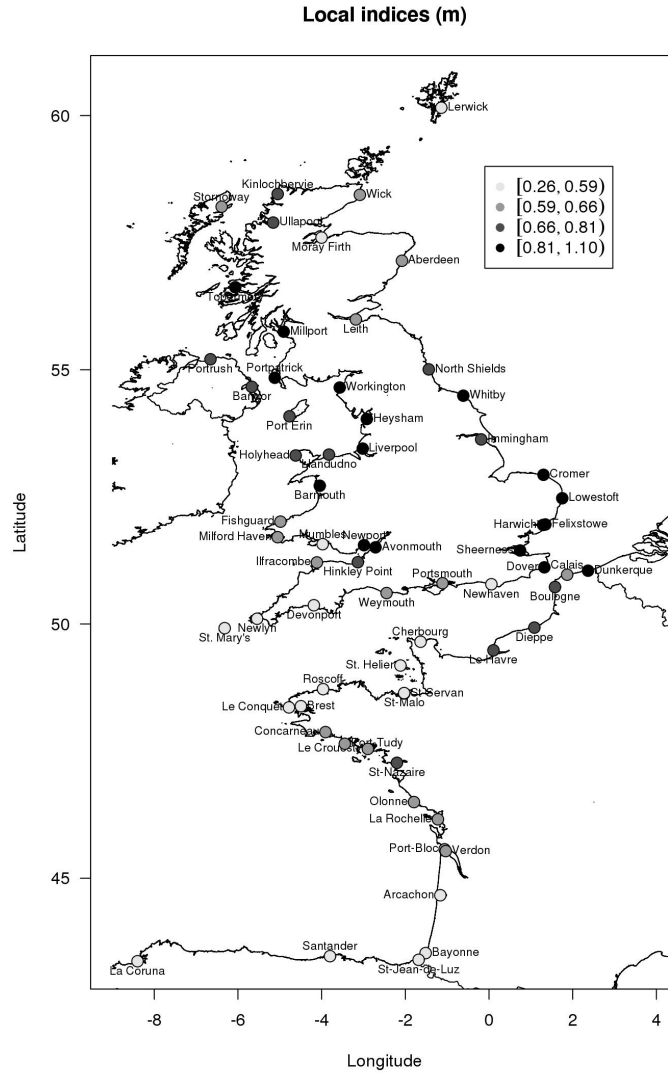 Local indices (m)
60
55
50
45
Latitude
-8
-6
-4
-2
0
2
4
Longitude
[0.26, 0.59)
[0.59, 0.66)
[0.66, 0.81)
[0.81, 1.10)
Lerwick
Kinlochbervie
Stornoway
Wick
Ullapool
Moray Firth
Aberdeen
Millport
Leith
Portrush
Portpatrick
North Shields
Bangor
Workington
Whitby
Port Erin
Heysham
Immingham
Holyhead
Llandudno
Liverpool
Cromer
Barmouth
Lowestoft
Fishguard
Harwich
Felixstowe
Milford Haven
Mumbles
Newport
Avonmouth
Sheerness
Ilfracombe
Hinkley Point
Portsmouth
Dover
Calais
Dunkerque
Weymouth
Newhaven
Boulogne
Devonport
Newlyn
St. Mary's
Cherbourg
Dieppe
Le Havre
St. Helier
Roscoff
St-Servan
St-Malo
Le Conquet
Brest
Concarneau
Port-Tudy
Le Crouesty
St-Nazaire
Olonne
La Rochelle
Port-Bloc
Verdon
Arcachon
Santander
Bayonne
La Coruna
St-Jean-de-Luz